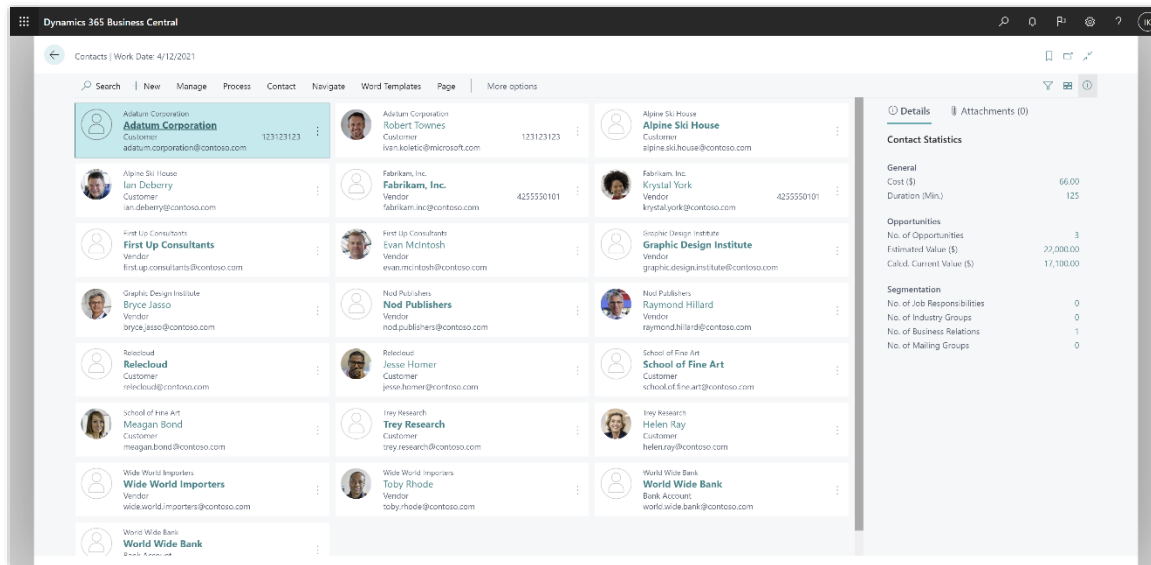 Dynamics 365 Business Central
IK
Contacts | Work Date: 4/12/2021
Search New Manage Process Contact Navigate Word Templates Page More options
Adatum Corporation
Adatum Corporation
Customer 123123123
adatum.corporation@contoso.com
Adatum Corporation
Robert Townes
Customer 123123123
ivan.koletic@microsoft.com
Alpine Ski House
Alpine Ski House
Customer
alpine.ski.house@contoso.com
Alpine Ski House
Ian Deberry
Customer
ian.deberry@contoso.com
Fabrikam, Inc.
Fabrikam, Inc.
Vendor 4255550101
fabrikam.inc@contoso.com
Fabrikam, Inc.
Krystal York
Vendor 4255550101
krystal.york@contoso.com
First Up Consultants
First Up Consultants
Vendor
first.up.consultants@contoso.com
First Up Consultants
Evan McIntosh
Vendor
evan.mcintosh@contoso.com
Graphic Design Institute
Graphic Design Institute
Vendor
graphic.design.institute@contoso.com
Graphic Design Institute
Bryce Jasso
Vendor
bryce.jasso@contoso.com
Nod Publishers
Nod Publishers
Vendor
nod.publishers@contoso.com
Nod Publishers
Raymond Hillard
Vendor
raymond.hillard@contoso.com
Relecloud
Relecloud
Customer
relecloud@contoso.com
Relecloud
Jesse Homer
Customer
jesse.homer@contoso.com
School of Fine Art
School of Fine Art
Customer
school.of.fine.art@contoso.com
School of Fine Art
Meagan Bond
Customer
meagan.bond@contoso.com
Trey Research
Trey Research
Customer
trey.research@contoso.com
Trey Research
Helen Ray
Customer
helen.ray@contoso.com
Wide World Importers
Wide World Importers
Vendor
wide.world.importers@contoso.com
Wide World Importers
Toby Rhode
Vendor
toby.rhode@contoso.com
World Wide Bank
World Wide Bank
Bank Account
world.wide.bank@contoso.com
World Wide Bank
World Wide Bank
Bank Account
Details Attachments (0)
Contact Statistics
General
Cost ($) 66.00
Duration (Min.) 125
Opportunities
No. of Opportunities 3
Estimated Value ($) 22,000.00
Calcd. Current Value ($) 17,100.00
Segmentation
No. of Job Responsibilities 0
No. of Industry Groups 0
No. of Business Relations 1
No. of Mailing Groups 0